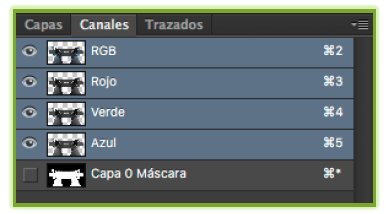 Capas Canales Trazados
RGB ⌘2
Rojo ⌘3
Verde ⌘4
Azul ⌘5
Capa 0 Máscara ⌘*